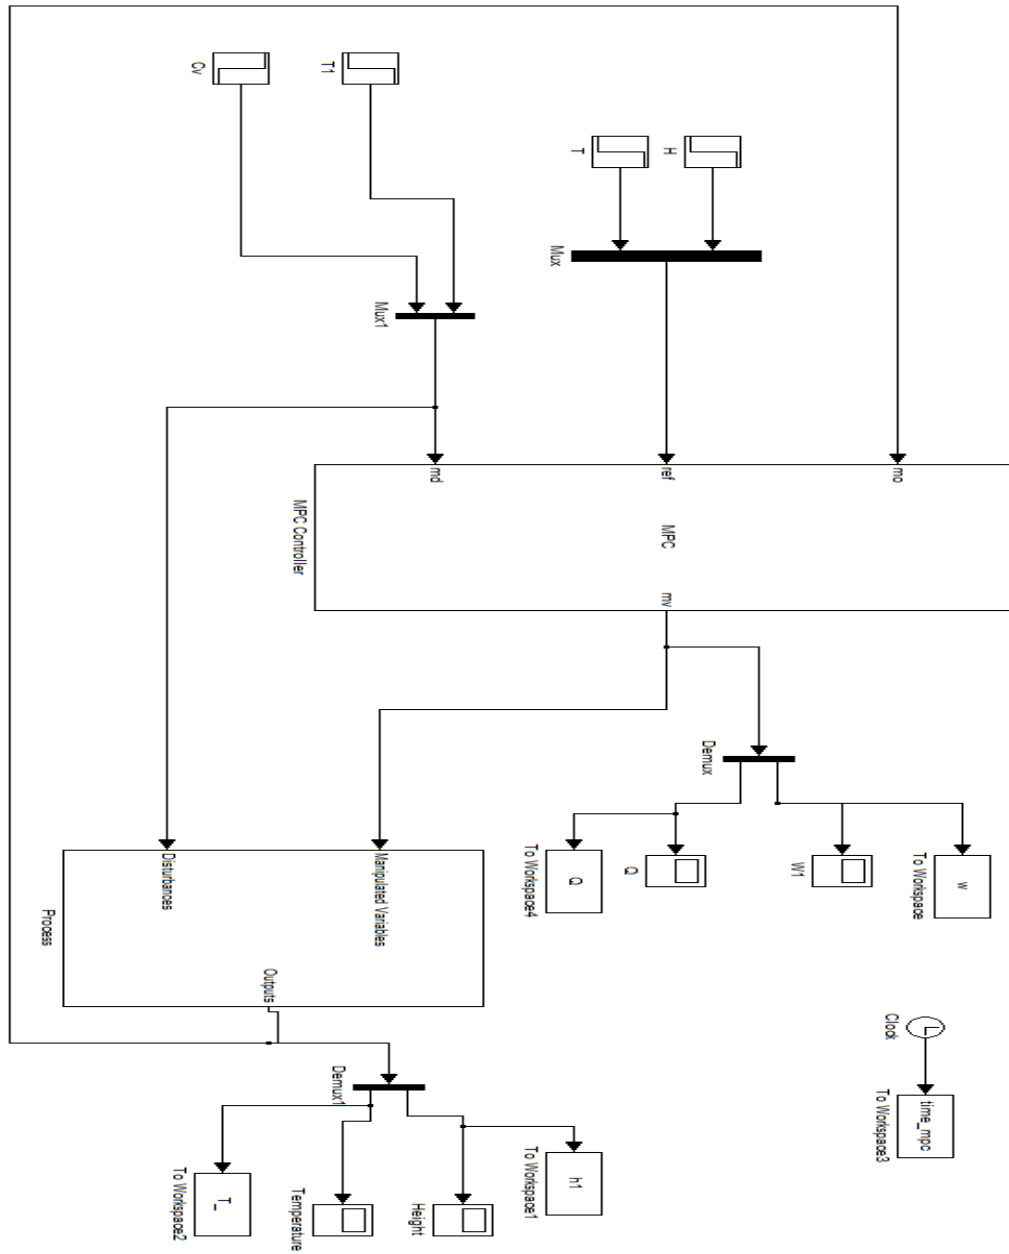 H
T
Mux
T1
Cv
Mux1
mo
ref
md
MPC
mv
MPC Controller
Demux
w
To Workspace
W1
Q
Q
To Workspace4
Manipulated Variables
Disturbances
Outputs
Process
Clock
time_mpc
To Workspace3
Demux1
h1
To Workspace1
Height
Temperature
T_
To Workspace2